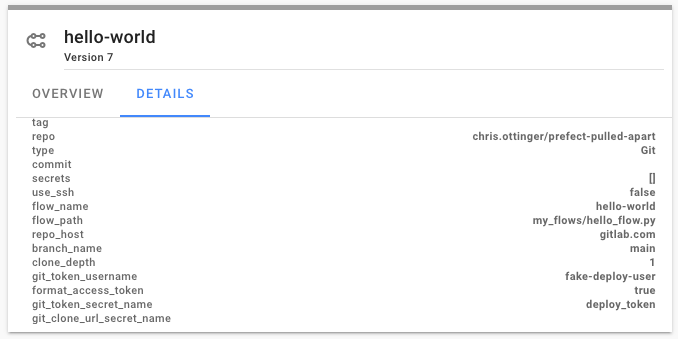 hello-world
Version 7
OVERVIEW DETAILS
tag
repo chris.ottinger/prefect-pulled-apart
type Git
commit
secrets []
use_ssh false
flow_name hello-world
flow_path my_flows/hello_flow.py
repo_host gitlab.com
branch_name main
clone_depth 1
git_token_username fake-deploy-user
format_access_token true
git_token_secret_name deploy_token
git_clone_url_secret_name